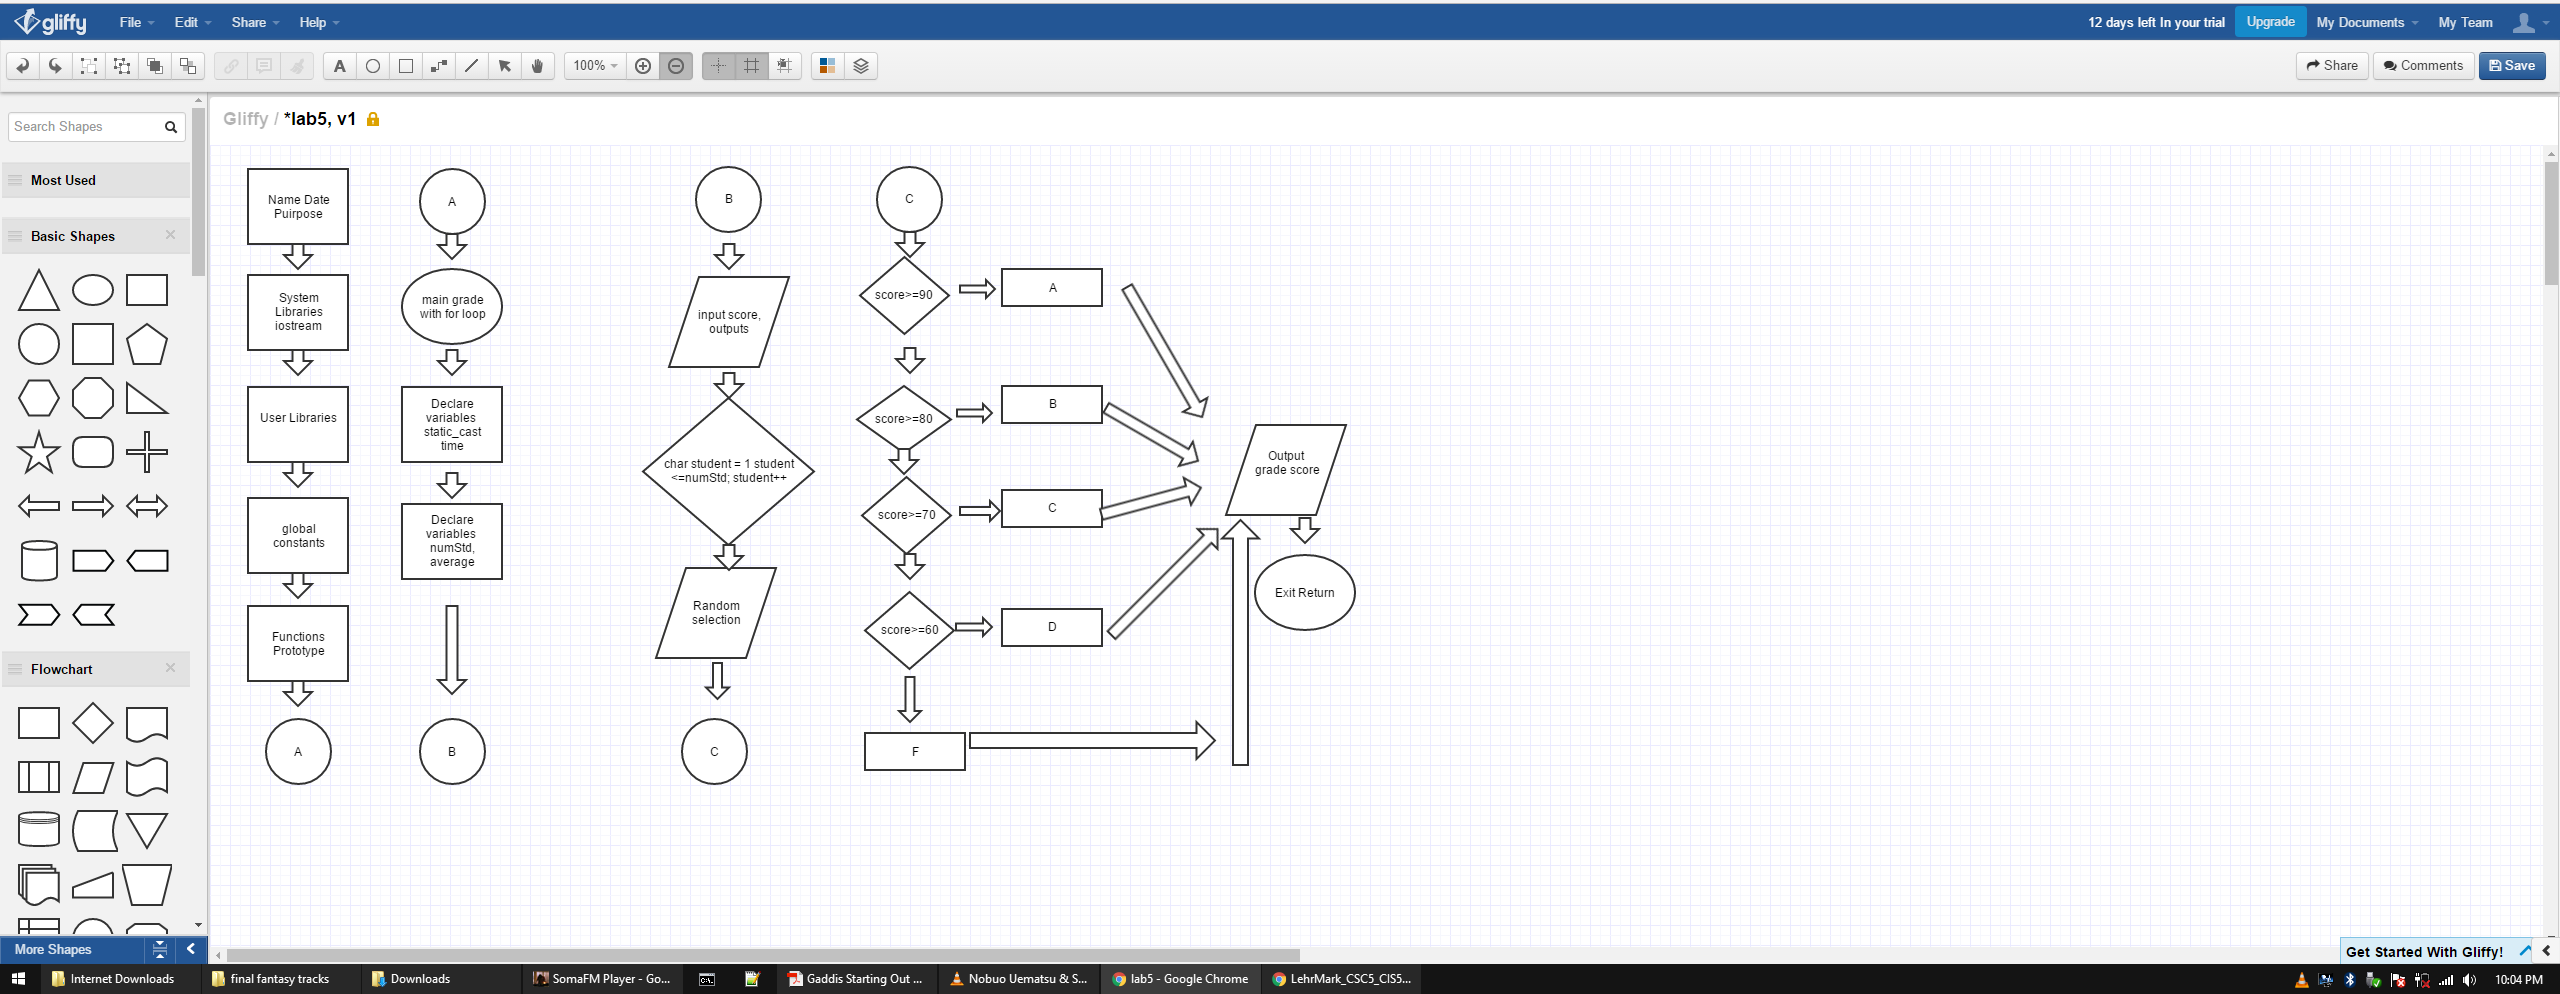 gliffy
File
Edit
Share
Help
12 days left In your trial
Upgrade
My Documents
My Team
A
100%
Share
Comments
Save
Search Shapes
Most Used
Basic Shapes
Flowchart
More Shapes
Gliffy / *lab5, v1
Name Date
Puirpose
System
Libraries
iostream
User Libraries
global
constants
Functions
Prototype
A
A
main grade
with for loop
Declare
variables
static_cast
time
Declare
variables
numStd,
average
B
B
input score,
outputs
char student = 1 student
<=numStd; student++
Random
selection
C
C
score>=90
A
score>=80
B
score>=70
C
score>=60
D
F
Output
grade score
Exit Return
Get Started With Gliffy!
Internet Downloads
final fantasy tracks
Downloads
SomaFM Player - Go...
Gaddis Starting Out ...
Nobuo Uematsu & S...
lab5 - Google Chrome
LehrMark_CSC5_CIS5...
10:04 PM